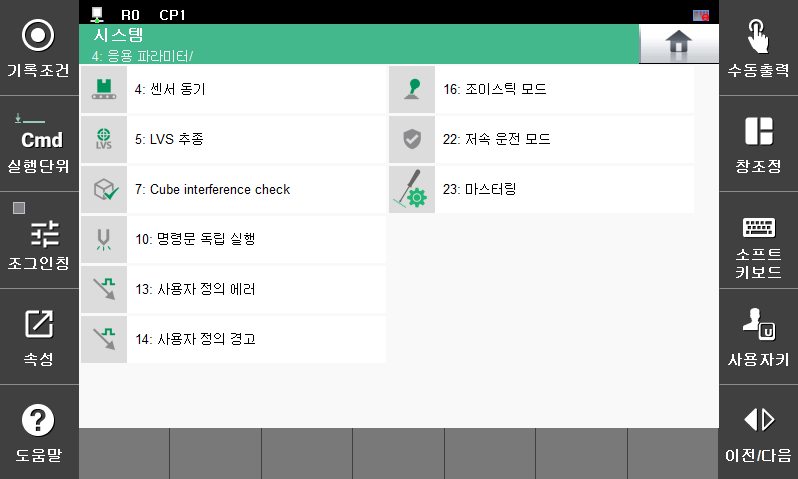 R0 CP1
시스템
4: 응용 파라미터/
기록조건
Cmd
실행단위
조그인칭
속성
도움말
4: 센서 동기
LVS
5: LVS 추종
7: Cube interference check
10: 명령문 독립 실행
13: 사용자 정의 에러
14: 사용자 정의 경고
16: 조이스틱 모드
22: 저속 운전 모드
23: 마스터링
수동출력
창조정
소프트
키보드
U
사용자키
이전/다음